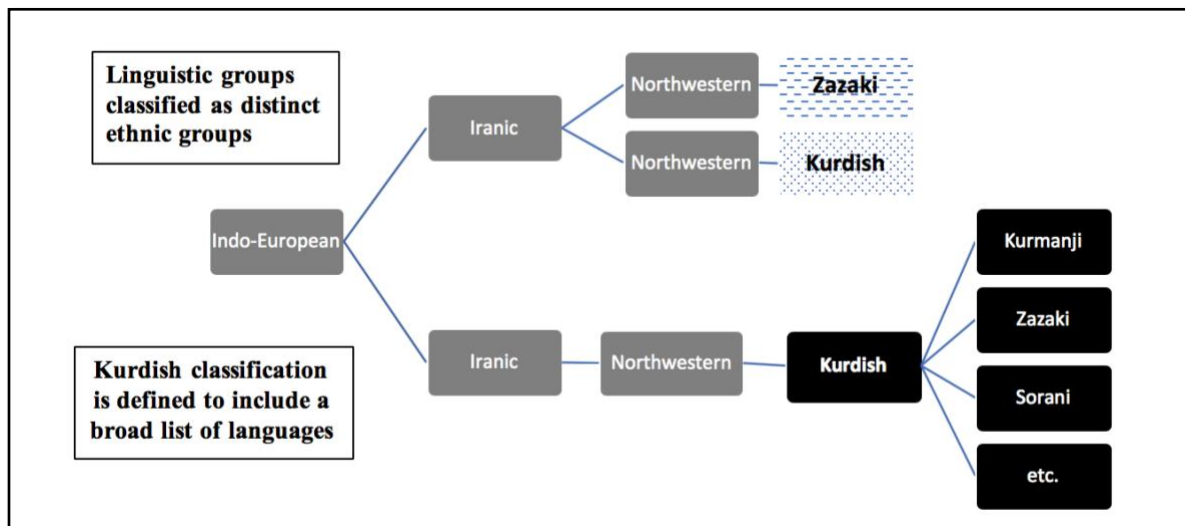 Linguistic groups
classified as distinct
ethnic groups
Northwestern
Zazaki
Iranic
Northwestern
Kurdish
Indo-European
Kurmanji
Zazaki
Iranic
Northwestern
Kurdish
Sorani
etc.
Kurdish classification
is defined to include a
broad list of languages